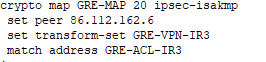 crypto map GRE-MAP 20 ipsec-isakmp
set peer 86.112.162.6
set transform-set GRE-VPN-IR3
match address GRE-ACL-IR3